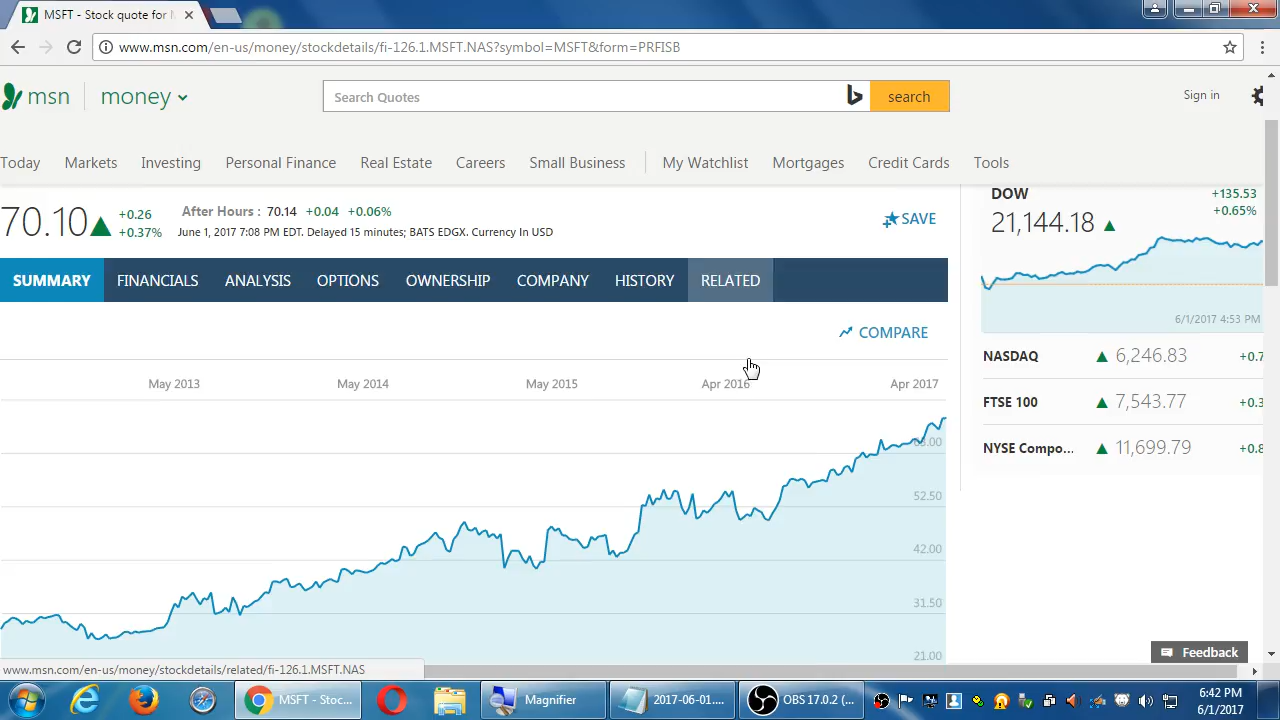 MSFT - Stock quote for
www.msn.com/en-us/money/stockdetails/fi-126.1.MSFT.NAS?symbol=MSFT&form=PRFISB
msn money
Search Quotes
search
Sign in
Today Markets Investing Personal Finance Real Estate Careers Small Business My Watchlist Mortgages Credit Cards Tools
70.10
+0.26
+0.37%
After Hours : 70.14 +0.04 +0.06%
June 1, 2017 7:08 PM EDT. Delayed 15 minutes; BATS EDGX. Currency In USD
SAVE
SUMMARY FINANCIALS ANALYSIS OPTIONS OWNERSHIP COMPANY HISTORY RELATED
COMPARE
May 2013 May 2014 May 2015 Apr 2016 Apr 2017
63.00
52.50
42.00
31.50
21.00
DOW
21,144.18
+135.53
+0.65%
6/1/2017 4:53 PM
NASDAQ 6,246.83 +0.7
FTSE 100 7,543.77 +0.3
NYSE Compo... 11,699.79 +0.8
Feedback
www.msn.com/en-us/money/stockdetails/related/fi-126.1.MSFT.NAS
MSFT - Stoc...
Magnifier
2017-06-01....
OBS 17.0.2 (...
6:42 PM
6/1/2017